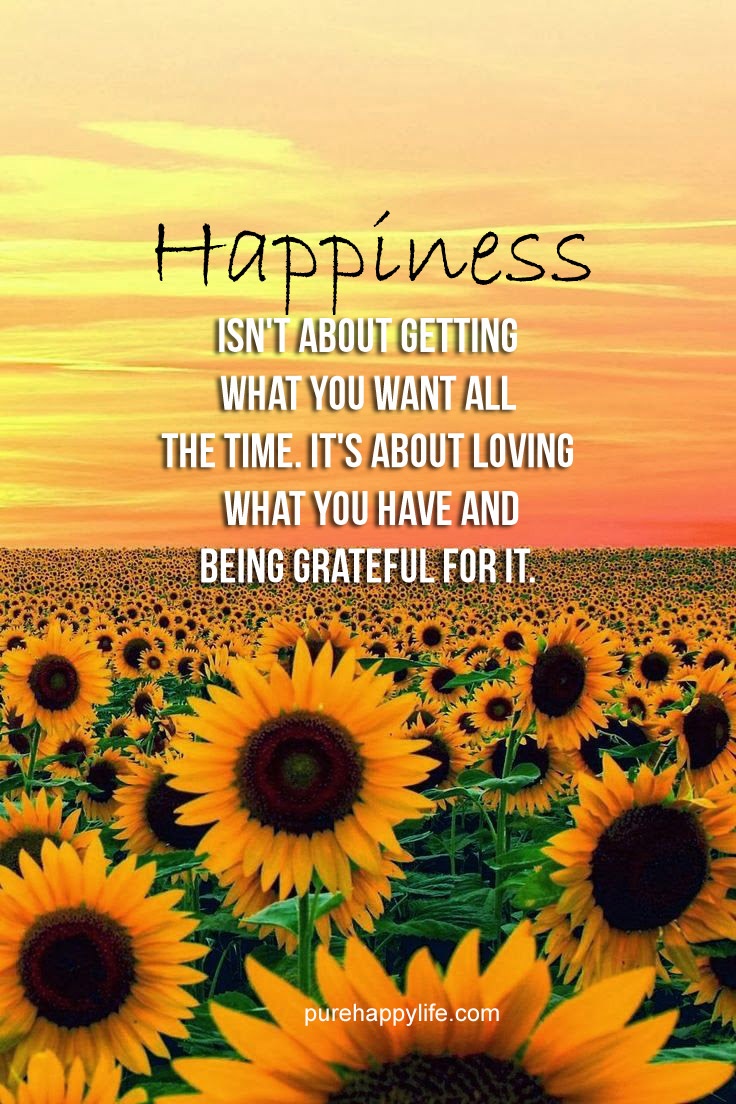 Happiness
ISN'T ABOUT GETTING
WHAT YOU WANT ALL
THE TIME. IT'S ABOUT LOVING
WHAT YOU HAVE AND
BEING GRATEFUL FOR IT.
purehappylife.com